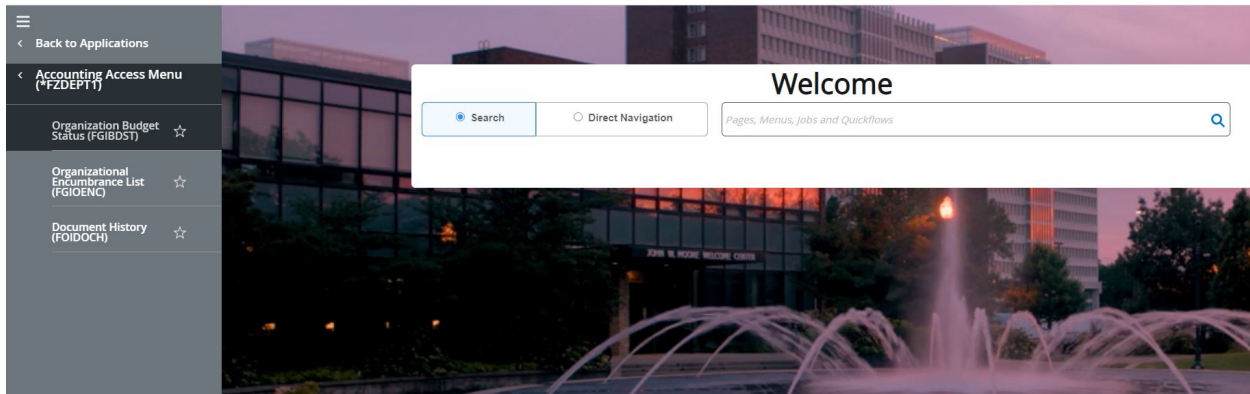 Back to Applications
Accounting Access Menu
(*FZDEPT1)
Organization Budget
Status (FGIBDST)
Organizational
Encumbrance List
(FGIOENC)
Document History
(FOIDOCH)
Welcome
Search
Direct Navigation
Pages, Menus, Jobs and Quickflows
JOHN W. MOORE WELCOME CENTER